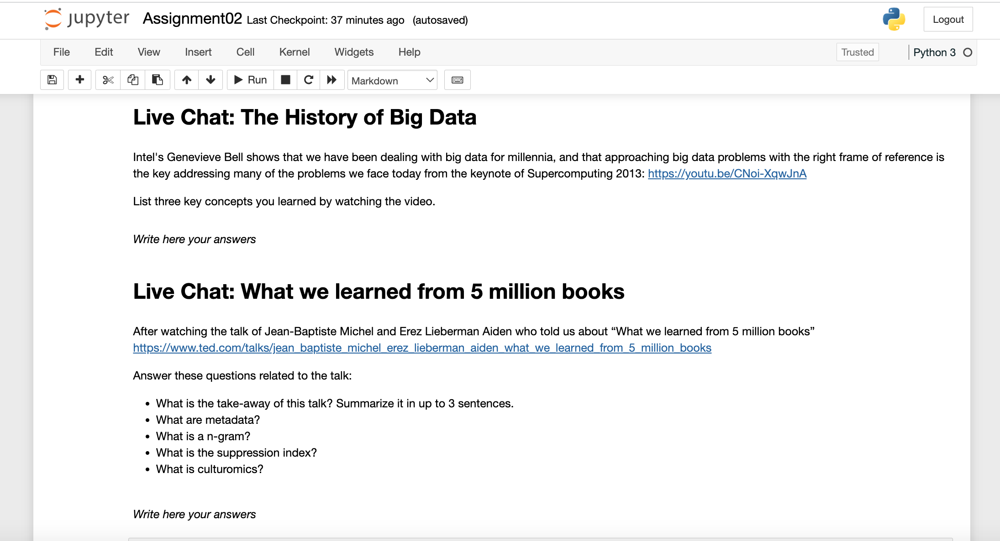 jupyter Assignment02 Last Checkpoint: 37 minutes ago (autosaved) Logout
File Edit View Insert Cell Kernel Widgets Help Trusted Python 3
Run Markdown
Live Chat: The History of Big Data
Intel's Genevieve Bell shows that we have been dealing with big data for millennia, and that approaching big data problems with the right frame of reference is
the key addressing many of the problems we face today from the keynote of Supercomputing 2013: https://youtu.be/CNoi-XqwJnA
List three key concepts you learned by watching the video.
Write here your answers
Live Chat: What we learned from 5 million books
After watching the talk of Jean-Baptiste Michel and Erez Lieberman Aiden who told us about “What we learned from 5 million books”
https://www.ted.com/talks/jean_baptiste_michel_erez_lieberman_aiden_what_we_learned_from_5_million_books
Answer these questions related to the talk:
• What is the take-away of this talk? Summarize it in up to 3 sentences.
• What are metadata?
• What is a n-gram?
• What is the suppression index?
• What is culturomics?
Write here your answers